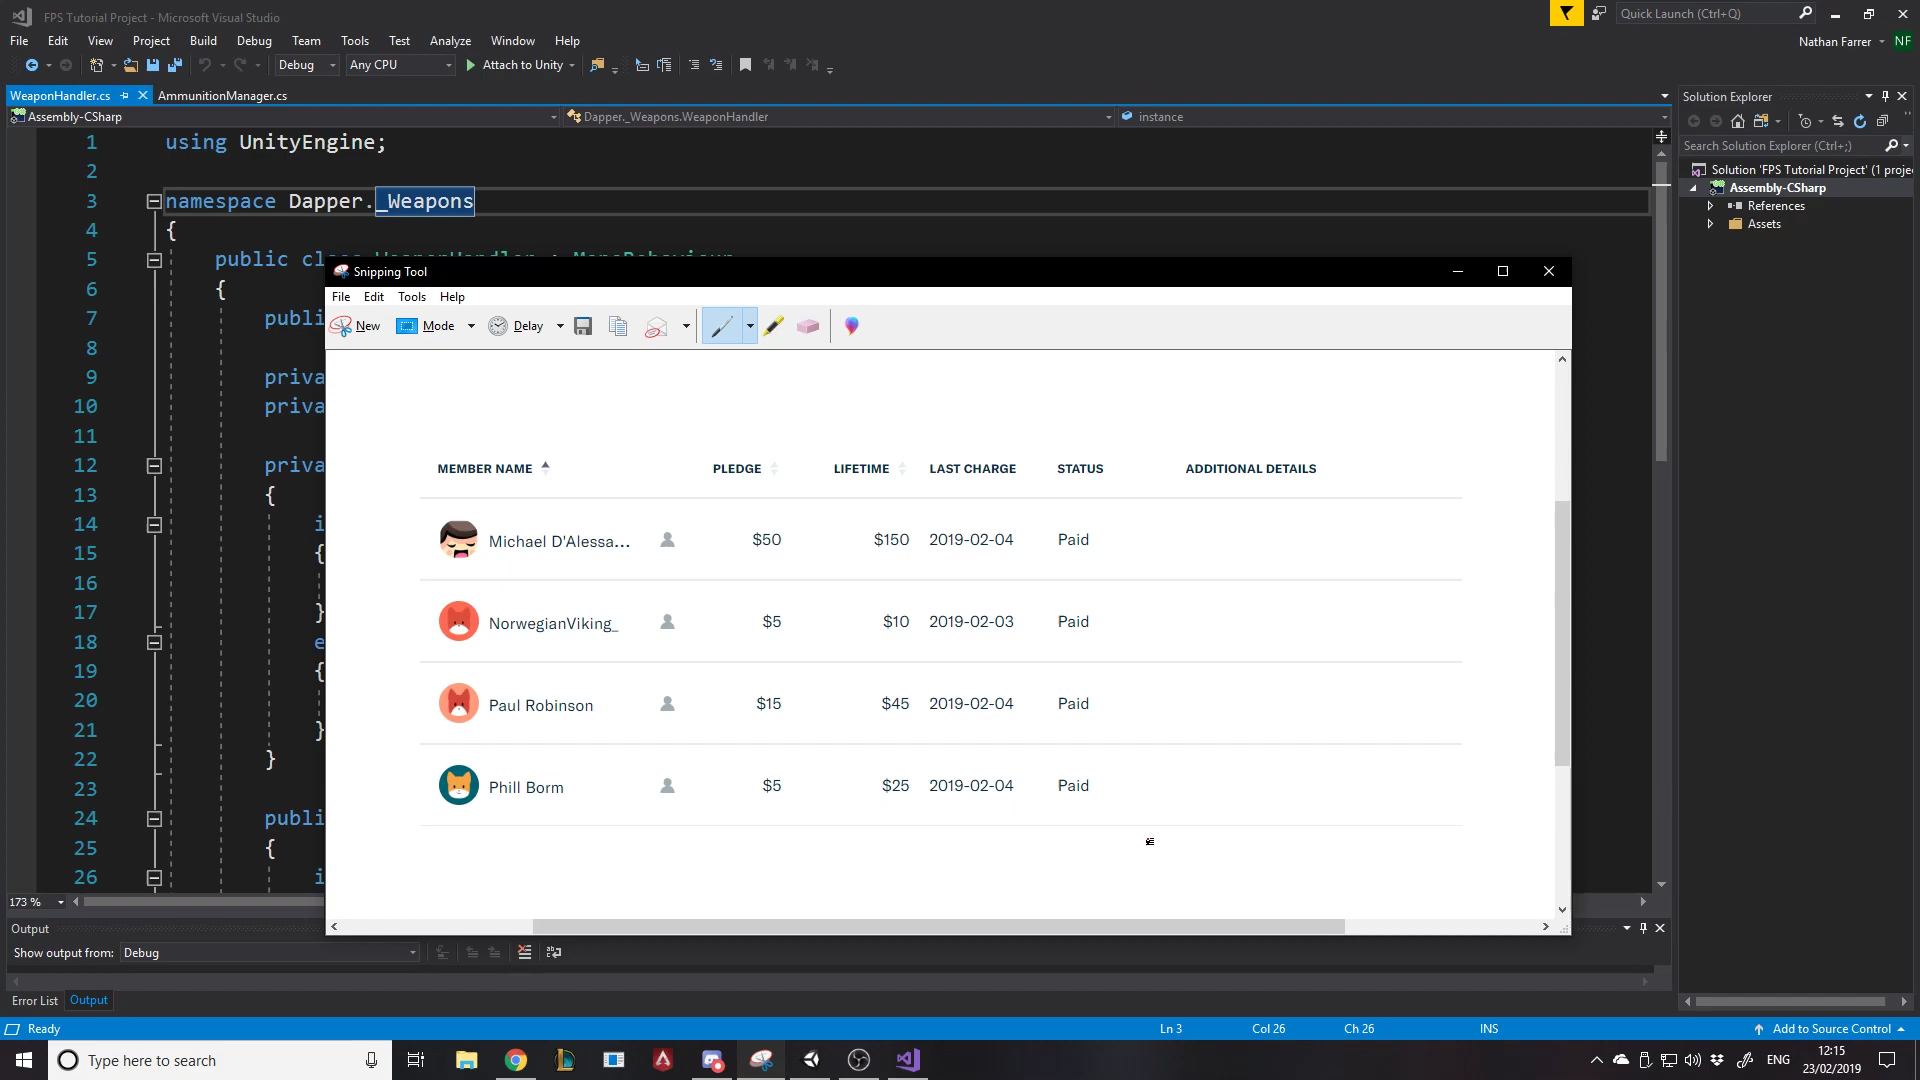 FPS Tutorial Project - Microsoft Visual Studio
Quick Launch (Ctrl+Q)
File Edit View Project Build Debug Team Tools Test Analyze Window Help
Nathan Farrer NF
Debug Any CPU Attach to Unity
WeaponHandler.cs AmmunitionManager.cs
Solution Explorer
Assembly-CSharp Dapper._Weapons.WeaponHandler instance
Search Solution Explorer (Ctrl+;)
Solution 'FPS Tutorial Project' (1 proje
Assembly-CSharp
References
Assets
1 using UnityEngine;
2
3 namespace Dapper._Weapons
4 {
5 public class WeaponHandler : MonoBehaviour
6 {
7 publi
8
9 priva
10 priva
11
12 priva
13 {
14 i
15 {
16
17 }
18 e
19 {
20
21 }
22 }
23
24 publi
25 {
26 i
Snipping Tool
File Edit Tools Help
New Mode Delay
MEMBER NAME PLEDGE LIFETIME LAST CHARGE STATUS ADDITIONAL DETAILS
Michael D'Alessa... $50 $150 2019-02-04 Paid
NorwegianViking_ $5 $10 2019-02-03 Paid
Paul Robinson $15 $45 2019-02-04 Paid
Phill Borm $5 $25 2019-02-04 Paid
173 %
Output
Show output from: Debug
Error List Output
Ready Ln 3 Col 26 Ch 26 INS Add to Source Control
Type here to search
ENG
12:15
23/02/2019